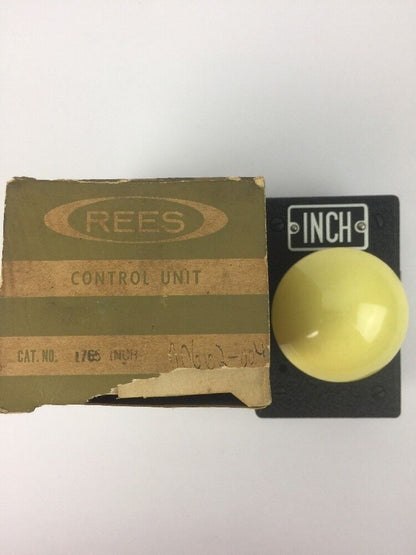 REES
CONTROL UNIT
CAT. NO. 1765 INCH
INCH